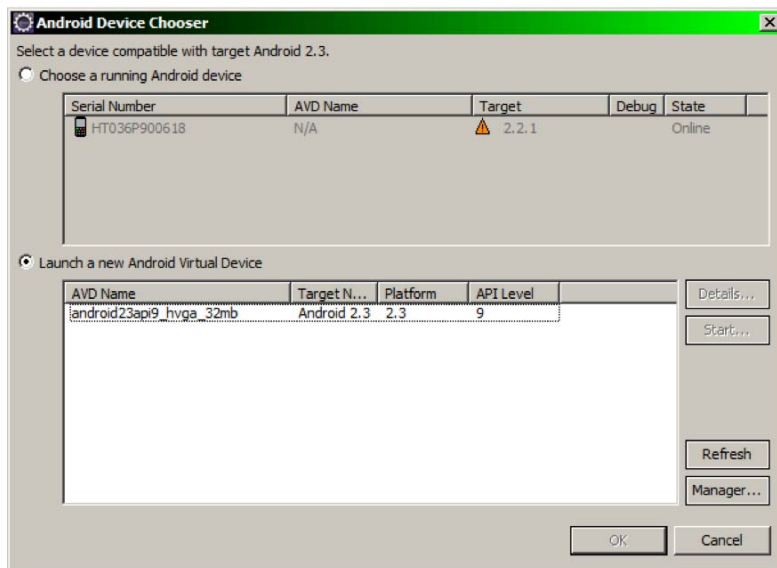 Android Device Chooser
Select a device compatible with target Android 2.3.
Choose a running Android device
Serial Number AVD Name Target Debug State
HT036P900618 N/A 2.2.1 Online
Launch a new Android Virtual Device
AVD Name Target N... Platform API Level
android23api9_hvga_32mb Android 2.3 2.3 9
Details...
Start...
Refresh
Manager...
OK Cancel